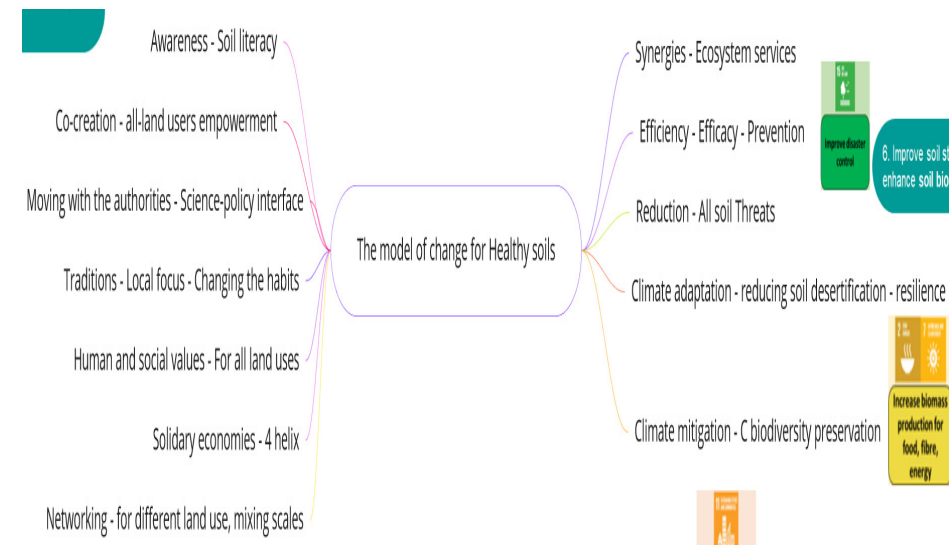 Awareness - Soil literacy
Co-creation - all-land users empowerment
Moving with the authorities - Science-policy interface
Traditions - Local focus - Changing the habits
Human and social values - For all land uses
Solidary economies - 4 helix
Networking - for different land use, mixing scales
The model of change for Healthy soils
Synergies - Ecosystem services
Efficiency - Efficacy - Prevention
Reduction - All soil Threats
Climate adaptation - reducing soil desertification - resilience
Climate mitigation - C biodiversity preservation
Improve disaster
control
6. Improve soil st
enhance soil bio
2
7
Increase biomass
production for
food, fibre,
energy
11